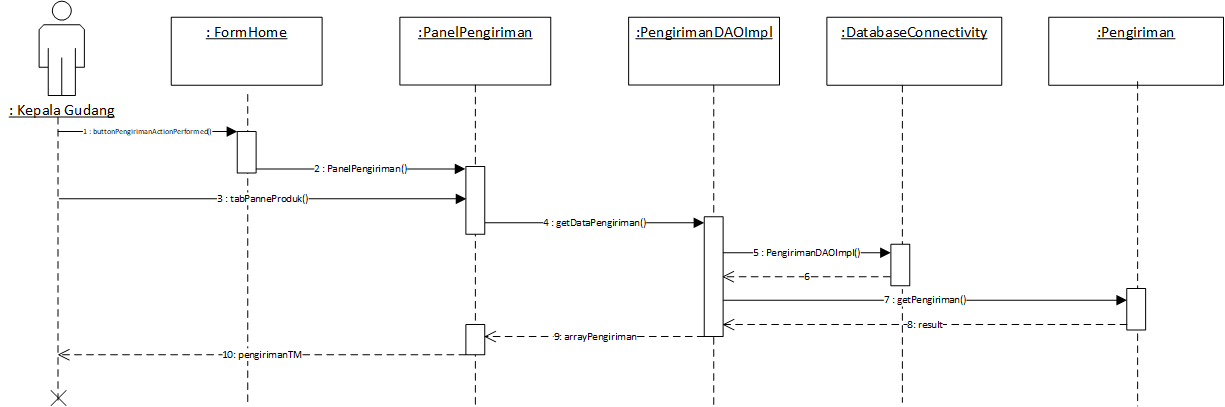 : FormHome
:PanelPengiriman
:PengirimanDAOImpl
:DatabaseConnectivity
:Pengiriman
: Kepala Gudang
1 : buttonPengirimanActionPerformed()
2 : PanelPengiriman()
3 : tabPanneProduk()
4 : getDataPengiriman()
5 : PengirimanDAOImpl()
6
7 : getPengiriman()
8: result
9: arrayPengiriman
10: pengirimanTM